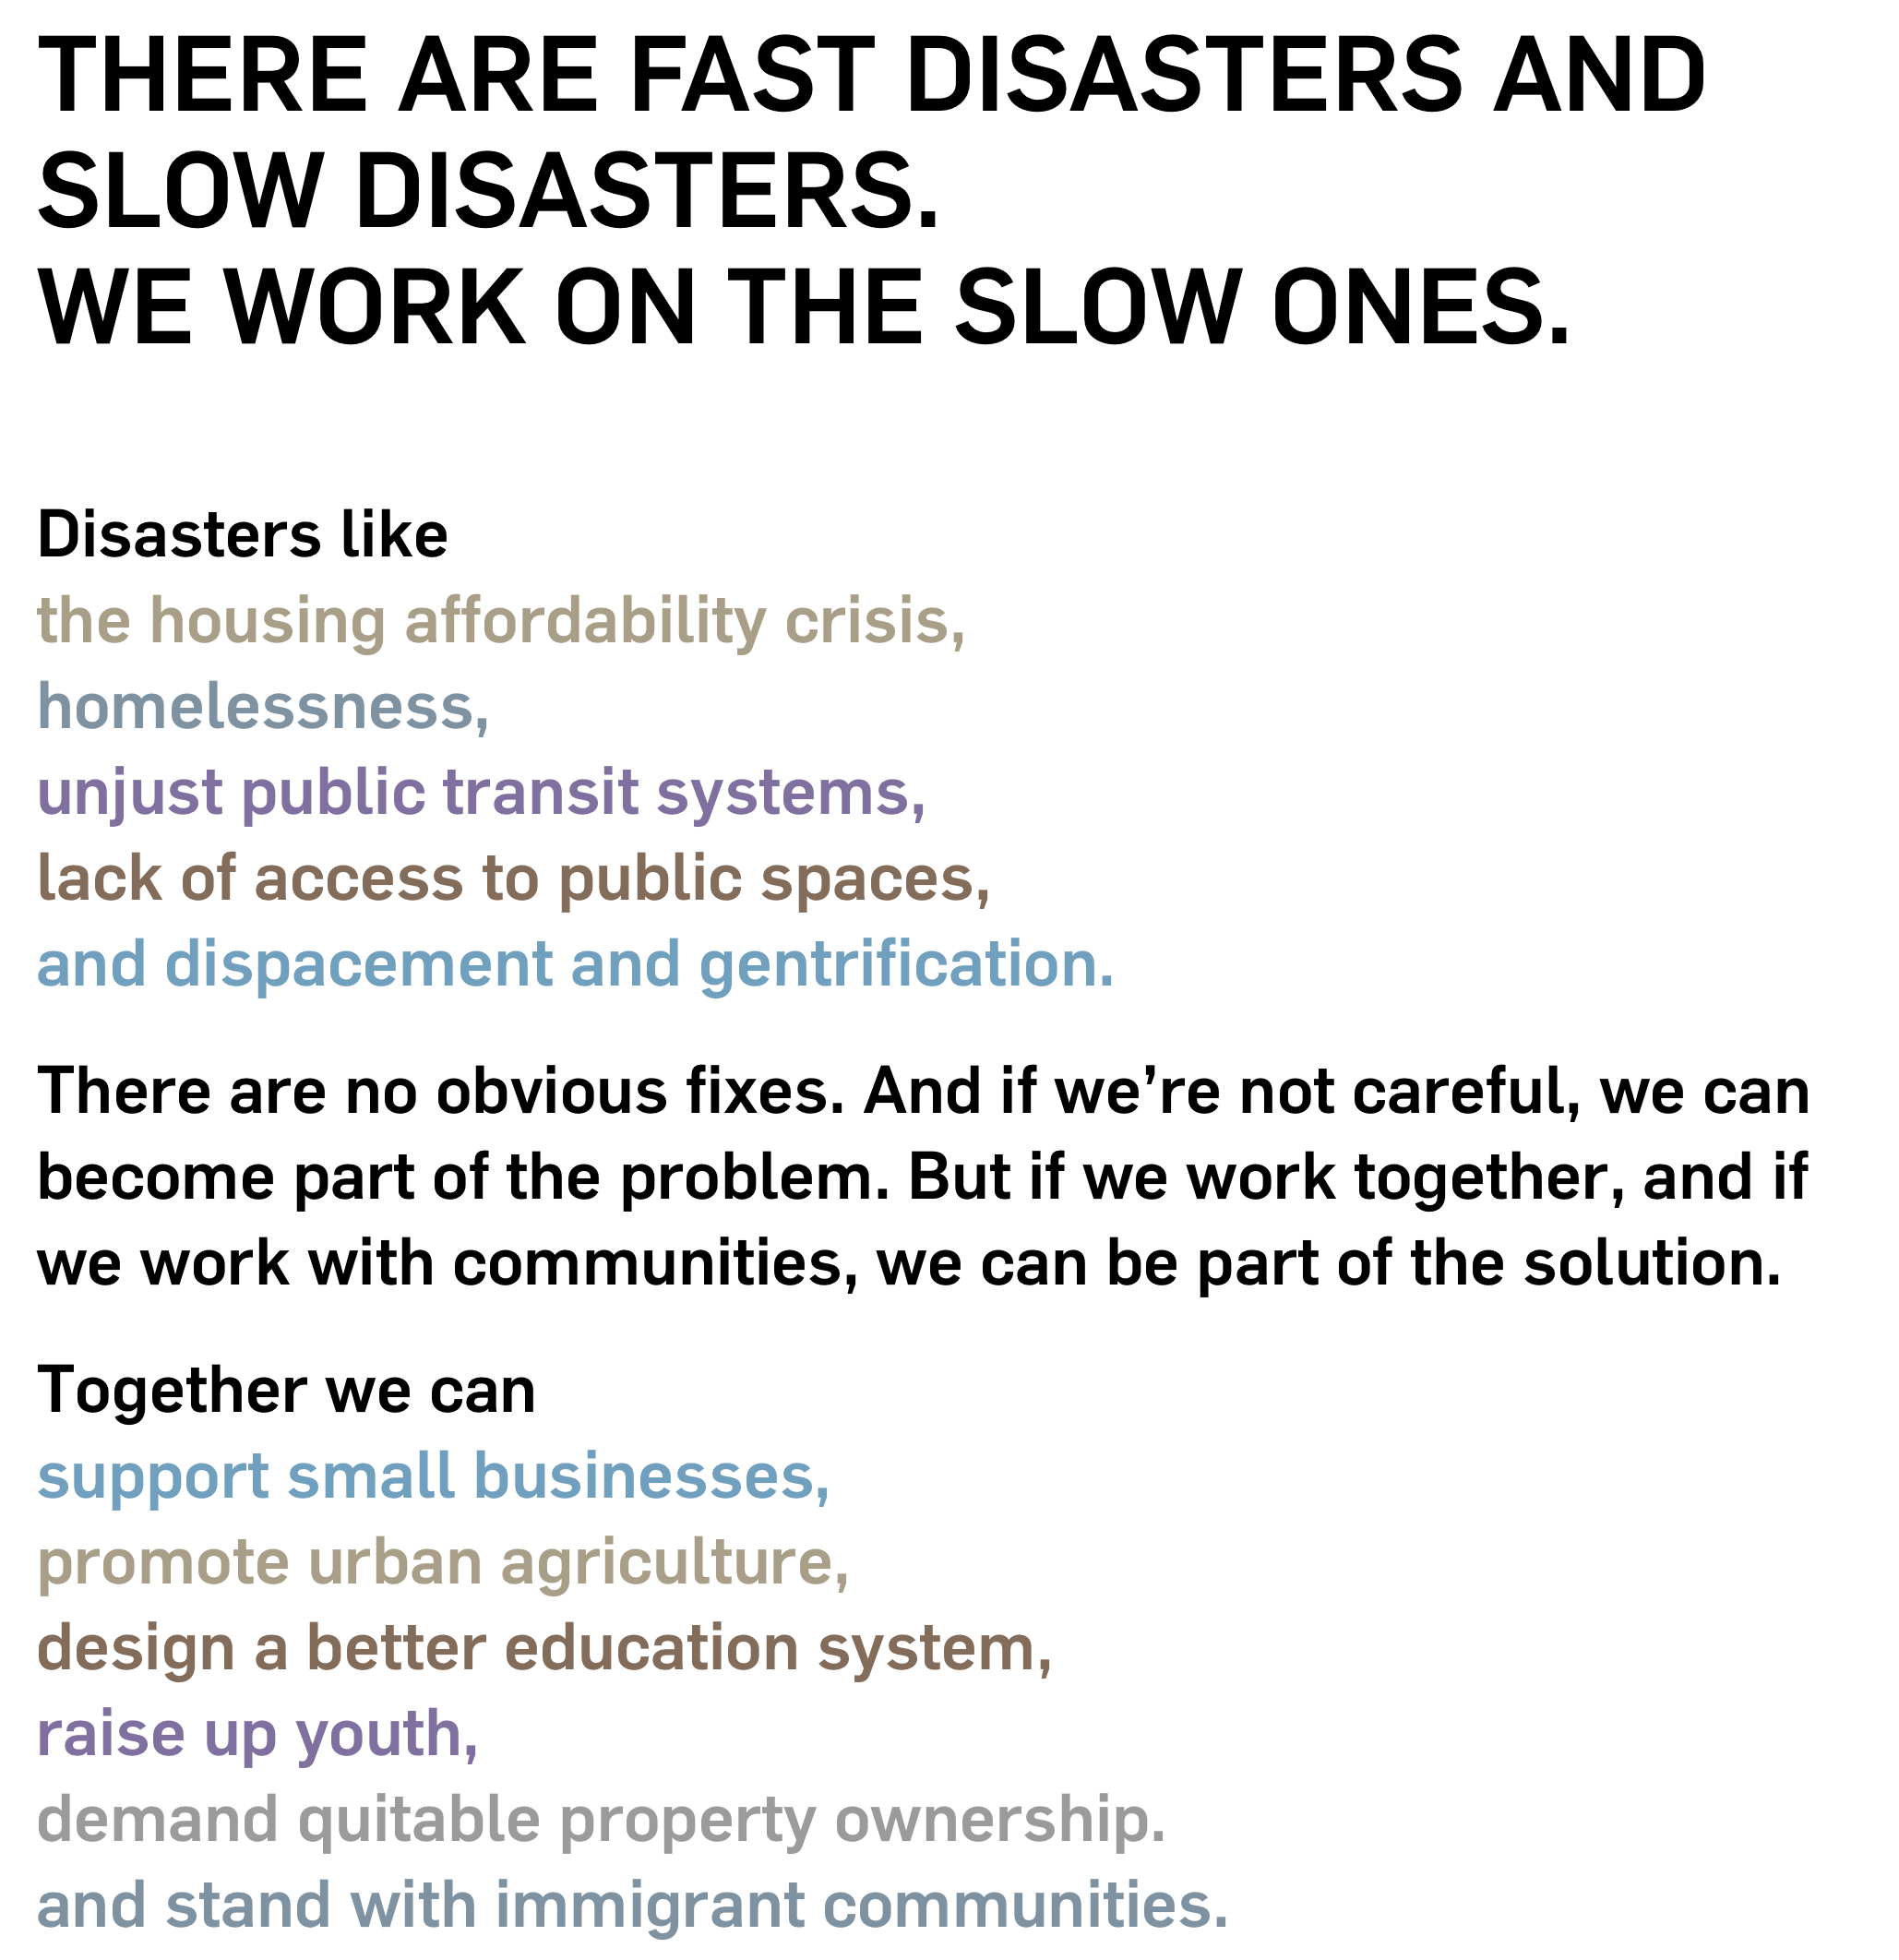 THERE ARE FAST DISASTERS AND
SLOW DISASTERS.
WE WORK ON THE SLOW ONES.
Disasters like
the housing affordability crisis,
homelessness,
unjust public transit systems,
lack of access to public spaces,
and dispacement and gentrification.
There are no obvious fixes. And if we’re not careful, we can
become part of the problem. But if we work together, and if
we work with communities, we can be part of the solution.
Together we can
support small businesses,
promote urban agriculture,
design a better education system,
raise up youth,
demand quitable property ownership.
and stand with immigrant communities.